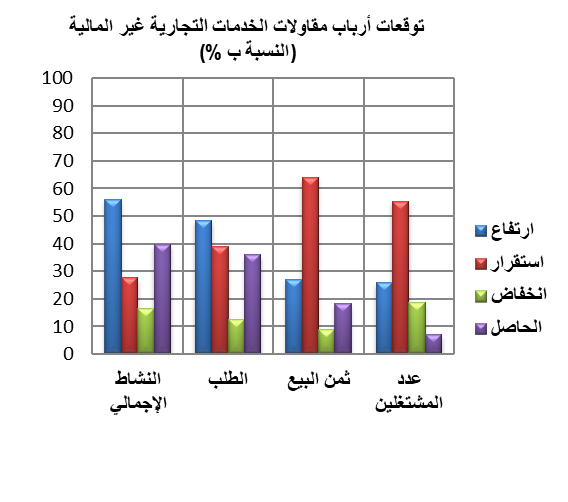 توقعات أرباب مقاولات الخدمات التجارية غير المالية
(النسبة ب %)
100
90
80
70
60
50
40
30
20
10
0
النشاط
الإجمالي
الطلب
ثمن البيع
عدد
المشتغلين
ارتفاع
استقرار
انخفاض
الحاصل